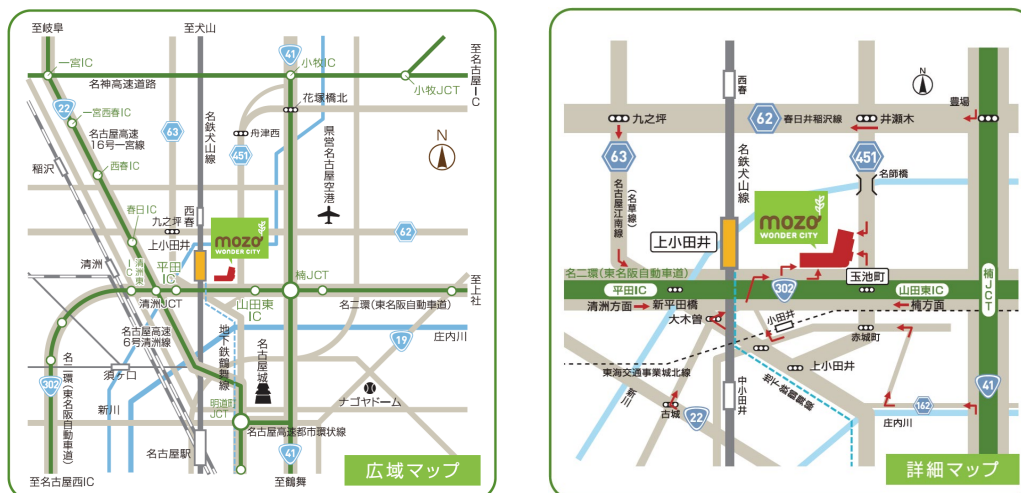 至岐阜
至犬山
41
一宮IC
小牧IC
至名古屋IC
名神高速道路
小牧JCT
22
一宮西春IC
花塚橋北
名古屋高速
16号一宮線
63
名鉄犬山線
舟津西
県営名古屋空港
N
稲沢
西春IC
451
春日IC
九之坪
西春
mozo
WONDER CITY
62
上小田井
清洲
清洲東IC
平田IC
楠JCT
至上社
清洲JCT
山田東IC
名二環(東名阪自動車道)
名古屋高速
6号清洲線
地下鉄鶴舞線
名古屋城
19
庄内川
302
名二環(東名阪自動車道)
須ヶ口
新川
明道町JCT
ナゴヤドーム
名古屋高速都市環状線
名古屋駅
41
至名古屋西IC
至鶴舞
広域マップ
N
西春
豊場
九之坪
62
春日井稲沢線
井瀬木
63
名鉄犬山線
451
名師橋
名古屋江南線
(名草線)
mozo
WONDER CITY
上小田井
名二環(東名阪自動車道)
玉池町
楠JCT
平田IC
302
山田東IC
清洲方面
新平田橋
楠方面
大木曽
小田井
赤城町
上小田井
東海交通事業城北線
地下鉄鶴舞線
新川
中小田井
41
古城
22
162
庄内川
詳細マップ